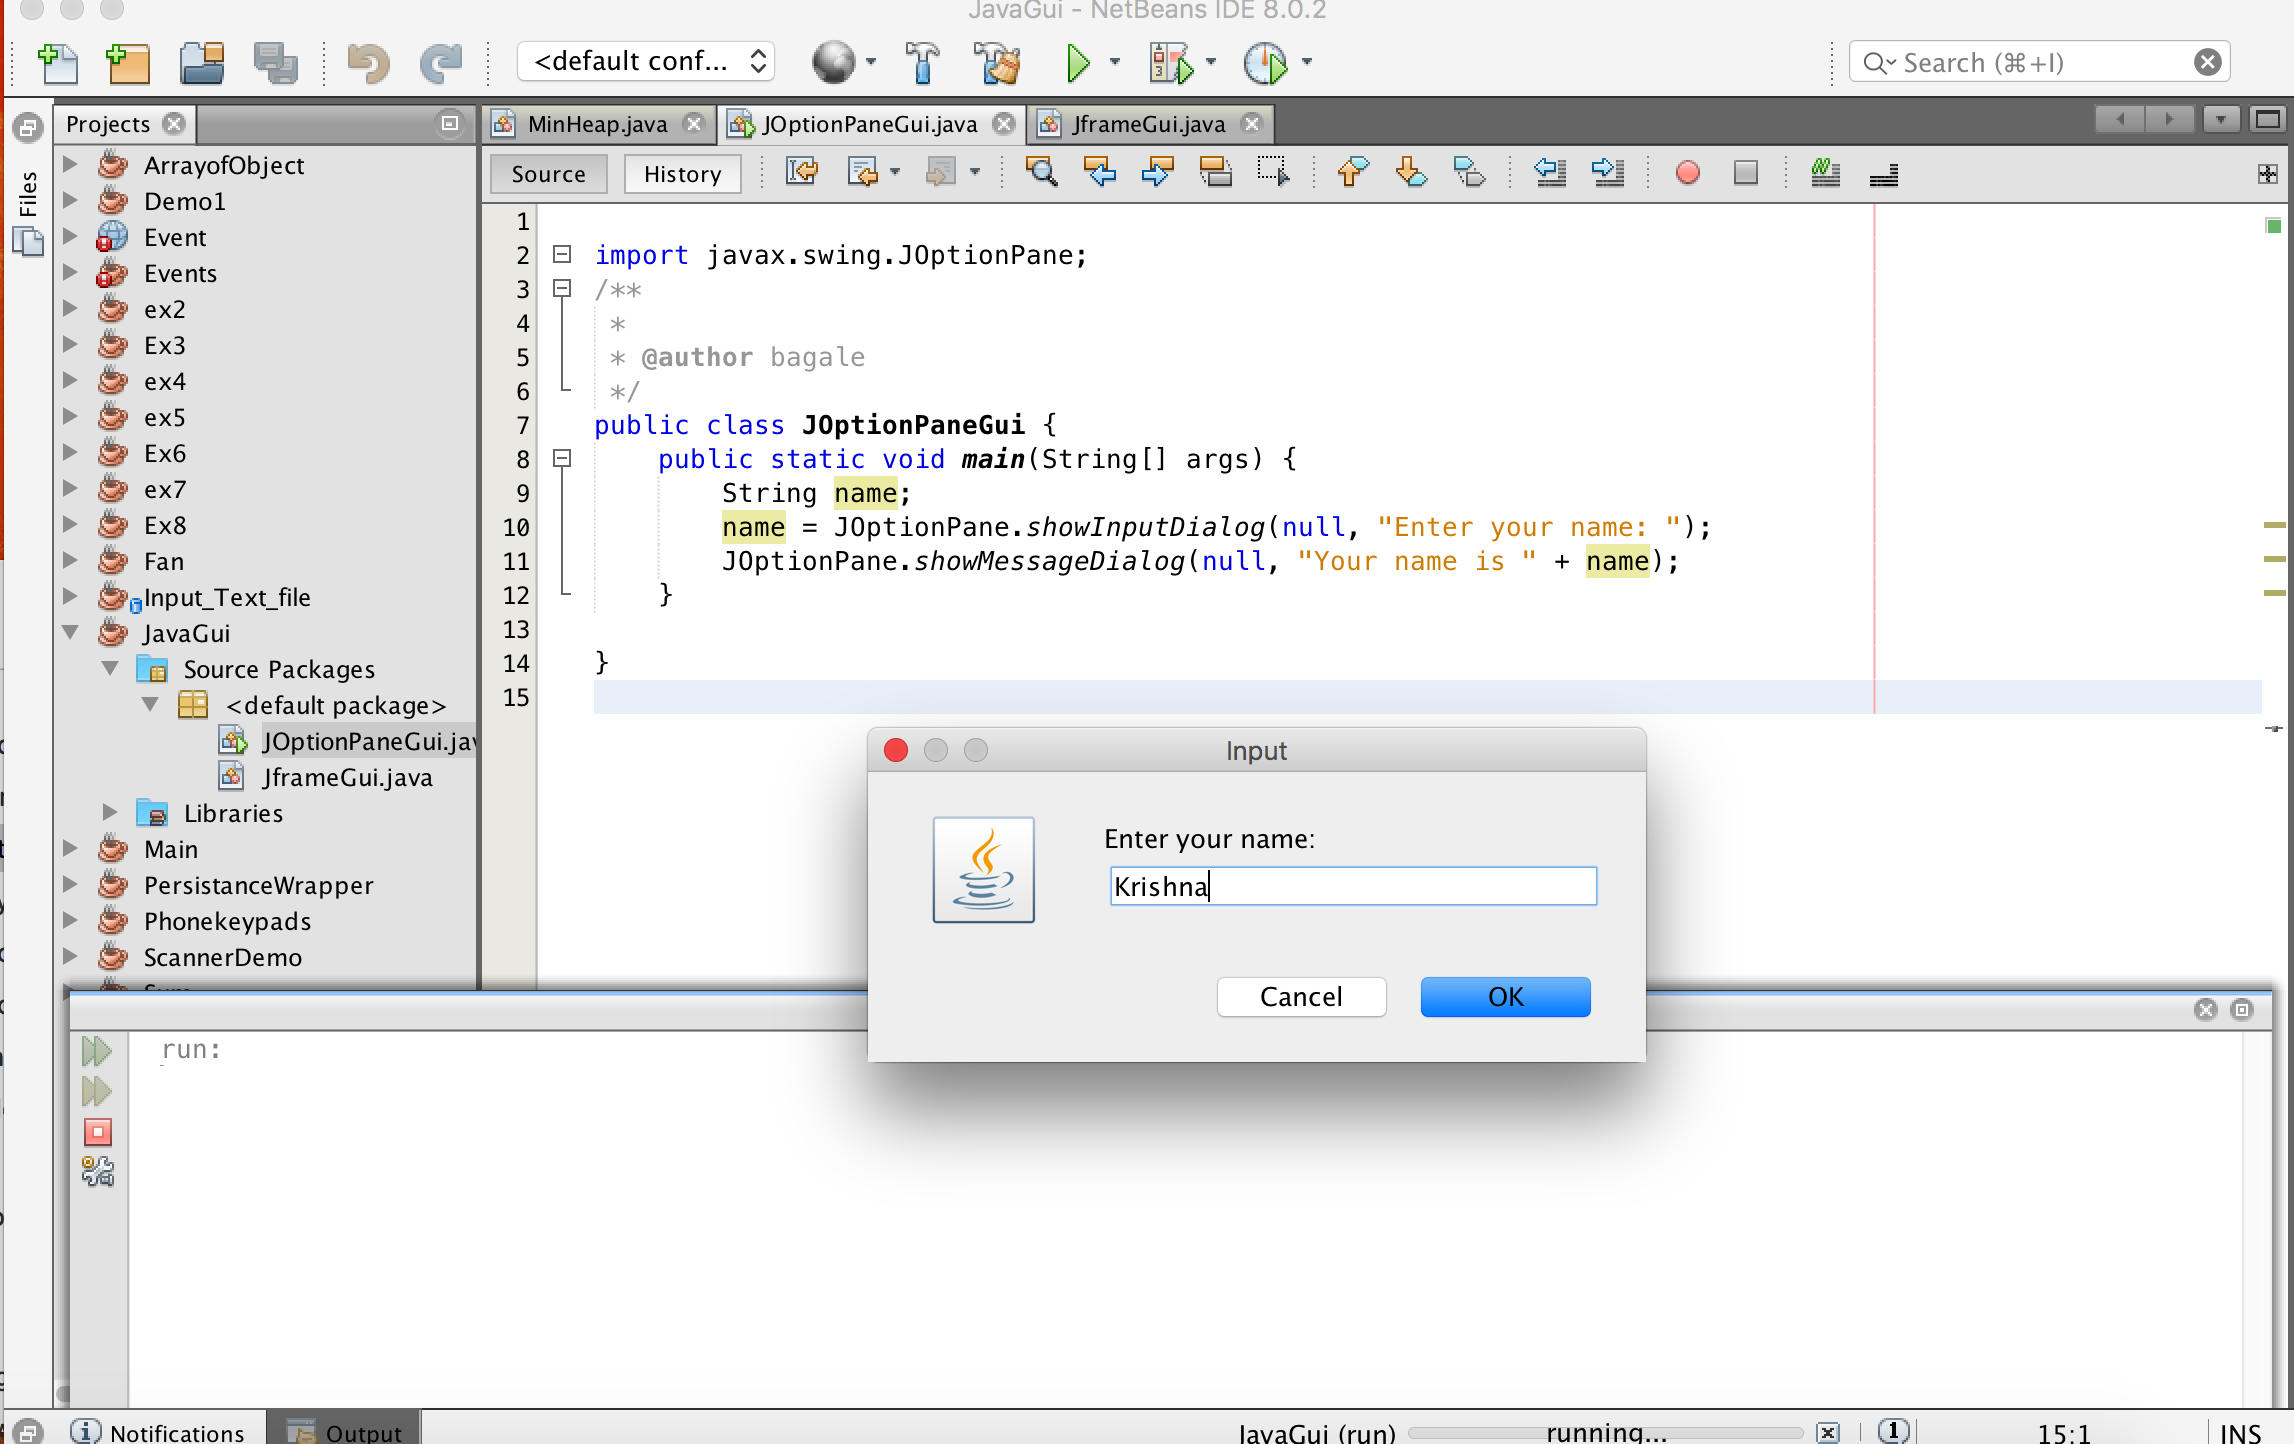 JavaGui - NetBeans IDE 8.0.2
<default conf...
Search (⌘+I)
Projects
MinHeap.java
JOptionPaneGui.java
JframeGui.java
Files
Source
History
ArrayofObject
Demo1
Event
Events
ex2
Ex3
ex4
ex5
Ex6
ex7
Ex8
Fan
Input_Text_file
JavaGui
Source Packages
<default package>
JOptionPaneGui.jav
JframeGui.java
Libraries
Main
PersistanceWrapper
Phonekeypads
ScannerDemo
1
2 import javax.swing.JOptionPane;
3 /**
4 *
5 * @author bagale
6 */
7 public class JOptionPaneGui {
8 public static void main(String[] args) {
9 String name;
10 name = JOptionPane.showInputDialog(null, "Enter your name: ");
11 JOptionPane.showMessageDialog(null, "Your name is " + name);
12 }
13
14 }
15
Input
Enter your name:
Krishna
Cancel
OK
run:
Notifications
Output
JavaGui (run)
running...
1
15:1
INS